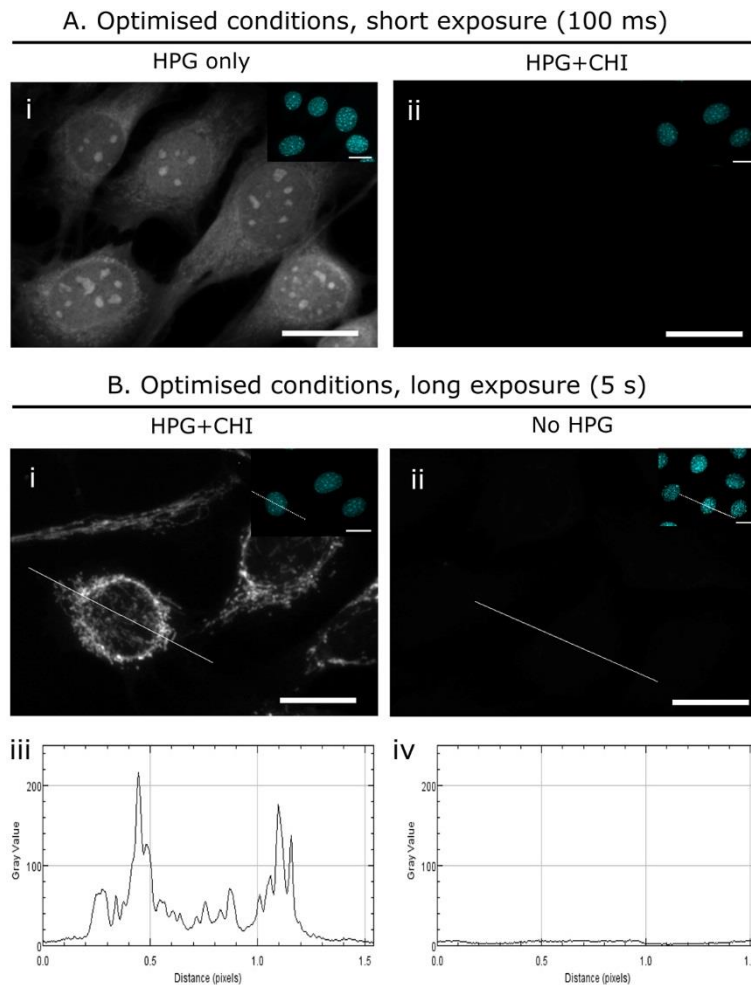 A. Optimised conditions, short exposure (100 ms)
HPG only
HPG+CHI
i
ii
B. Optimised conditions, long exposure (5 s)
HPG+CHI
No HPG
i
ii
iii
200
100
0
Gray Value
0.0
0.5
1.0
1.5
Distance (pixels)
iv
200
100
0
Gray Value
0.0
0.5
1.0
1.5
Distance (pixels)